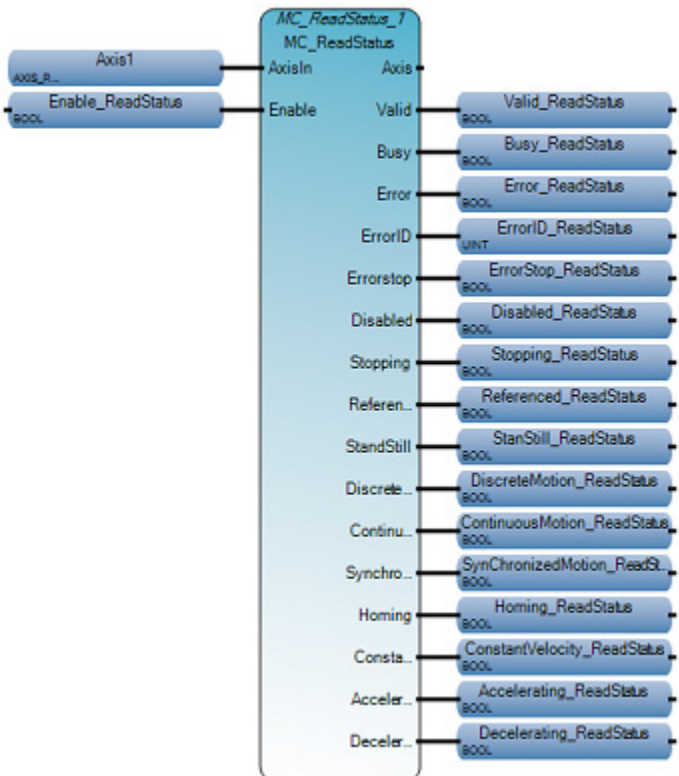 MC_ReadStatus_1
MC_ReadStatus
Axis1
AXIS_R...
AxisIn
Axis
Enable_ReadStatus
BOOL
Enable
Valid
Valid_ReadStatus
BOOL
Busy
Busy_ReadStatus
BOOL
Error
Error_ReadStatus
BOOL
ErrorID
ErrorID_ReadStatus
UINT
Errorstop
ErrorStop_ReadStatus
BOOL
Disabled
Disabled_ReadStatus
BOOL
Stopping
Stopping_ReadStatus
BOOL
Referen...
Referenced_ReadStatus
BOOL
StandStill
StanStill_ReadStatus
BOOL
Discrete...
DiscreteMotion_ReadStatus
BOOL
Continu...
ContinuousMotion_ReadStatus
BOOL
Synchro...
SynChronizedMotion_ReadSt...
BOOL
Homing
Homing_ReadStatus
BOOL
Consta...
ConstantVelocity_ReadStatus
BOOL
Acceler...
Accelerating_ReadStatus
BOOL
Deceler...
Decelerating_ReadStatus
BOOL